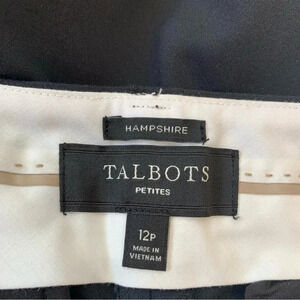 HAMPSHIRE
TALBOTS
PETITES
12P
MADE IN
VIETNAM